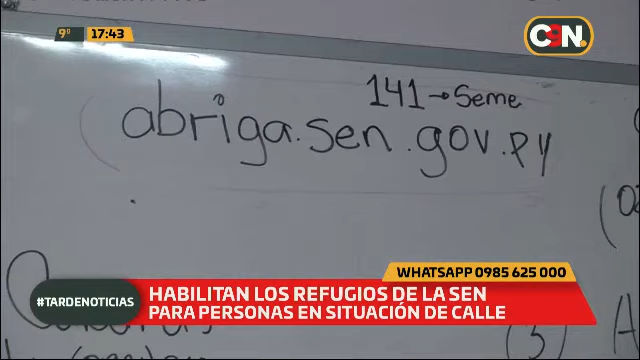 9° 17:43
C9N.
141 → Seme
abriga.sen.gov.py
WHATSAPP 0985 625 000
#TARDENOTICIAS
HABILITAN LOS REFUGIOS DE LA SEN
PARA PERSONAS EN SITUACIÓN DE CALLE
(3)